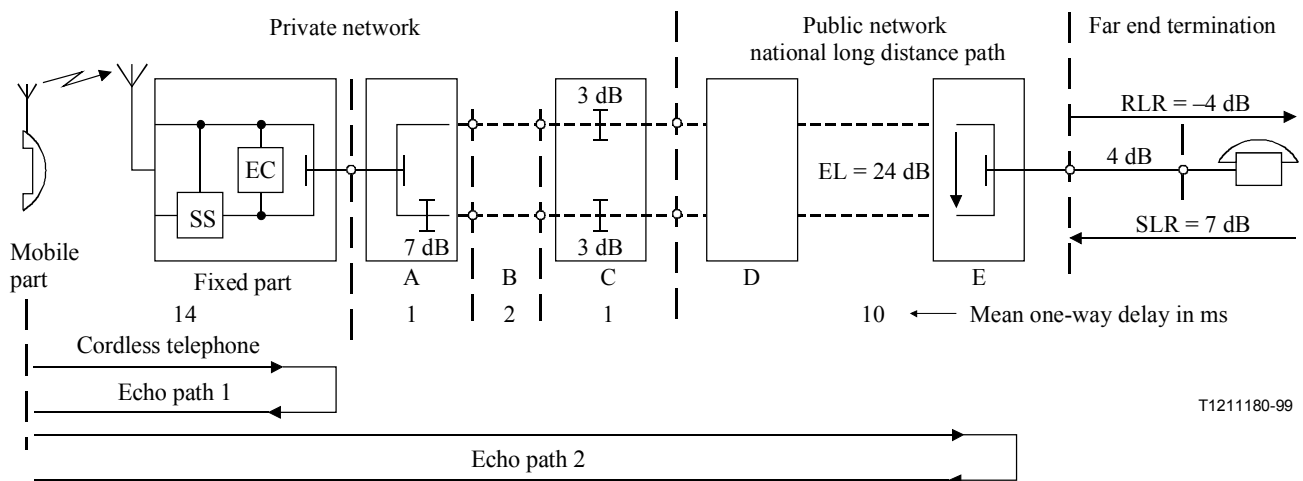 Private network
Public network
national long distance path
Far end termination
3 dB
RLR = –4 dB
EC
EL = 24 dB
4 dB
SS
7 dB
3 dB
SLR = 7 dB
Mobile
part
Fixed part
A
B
C
D
E
14
1
2
1
10
Mean one-way delay in ms
Cordless telephone
Echo path 1
T1211180-99
Echo path 2